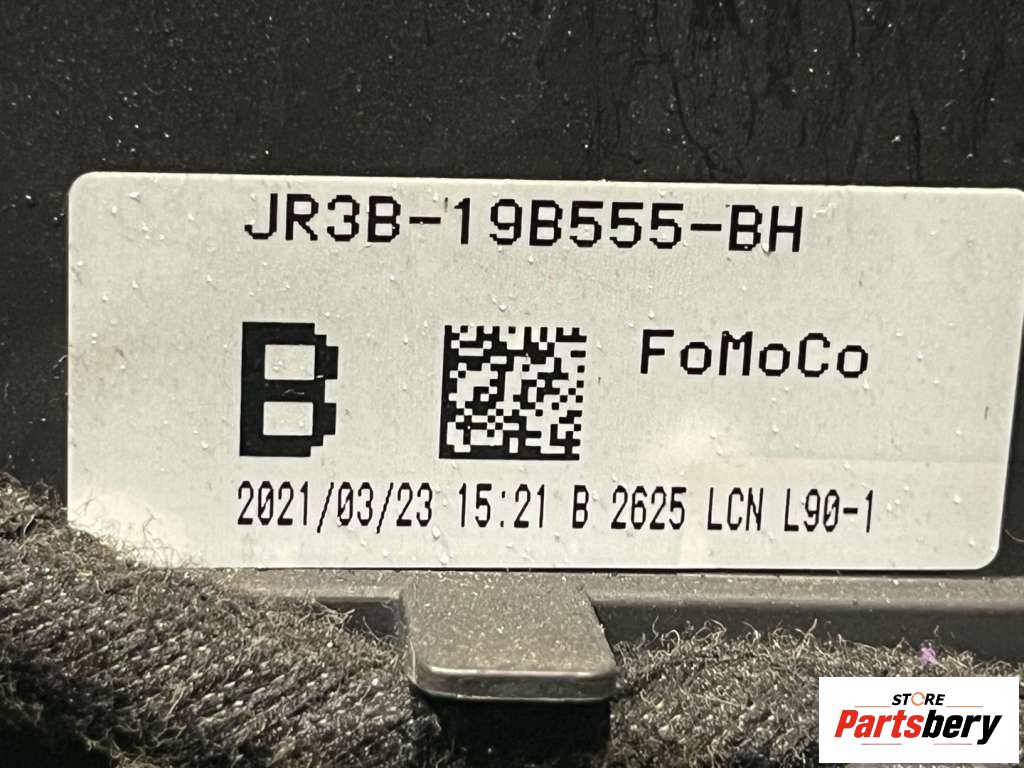 JR3B-19B555-BH
B
FoMoCo
2021/03/23 15:21 B 2625 LCN L90-1
STORE
Partsbery